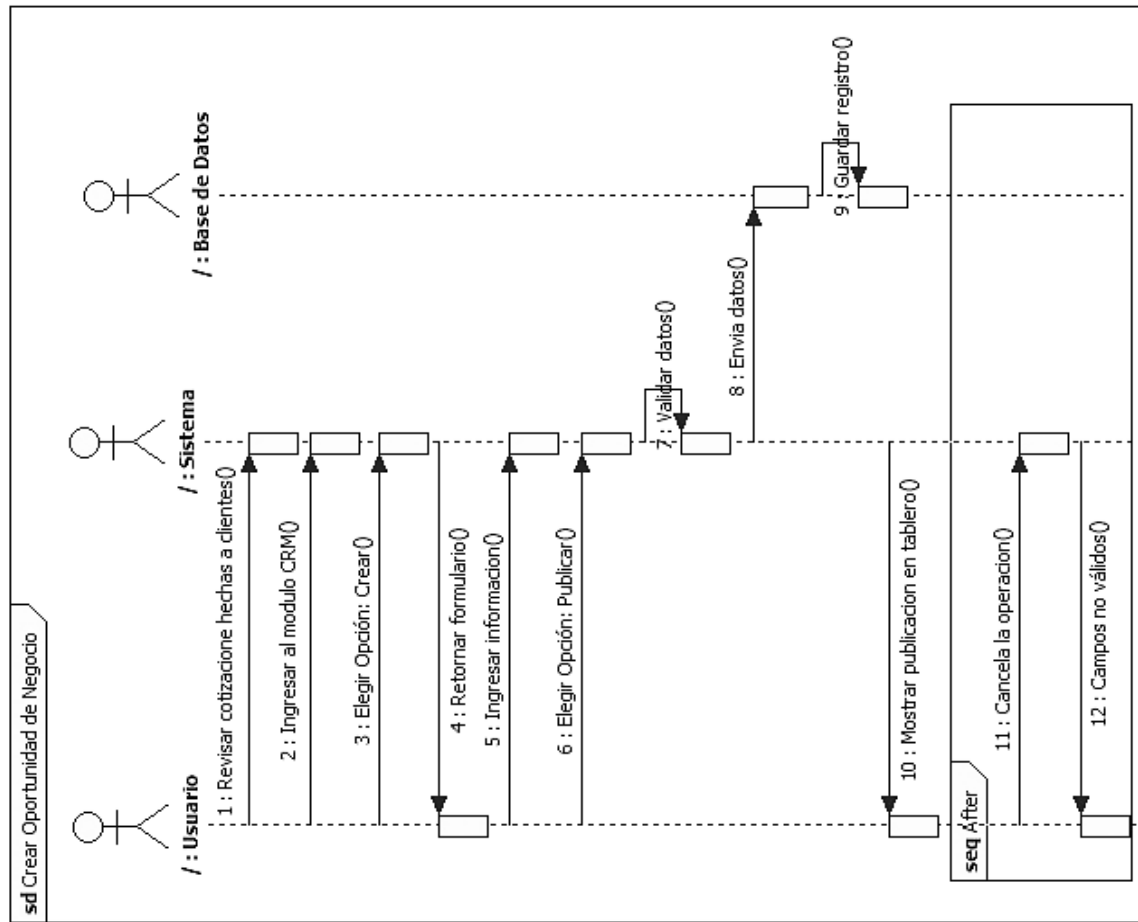 sd Crear Oportunidad de Negocio
/ : Usuario
/ : Sistema
/ : Base de Datos
1 : Revisar cotizacione hechas a clientes()
2 : Ingresar al modulo CRM()
3 : Elegir Opción: Crear()
4 : Retornar formulario()
5 : Ingresar informacion()
6 : Elegir Opción: Publicar()
7 : Validar datos()
8 : Envia datos()
9 : Guardar registro()
10 : Mostrar publicacion en tablero()
seq After
11 : Cancela la operacion()
12 : Campos no válidos()